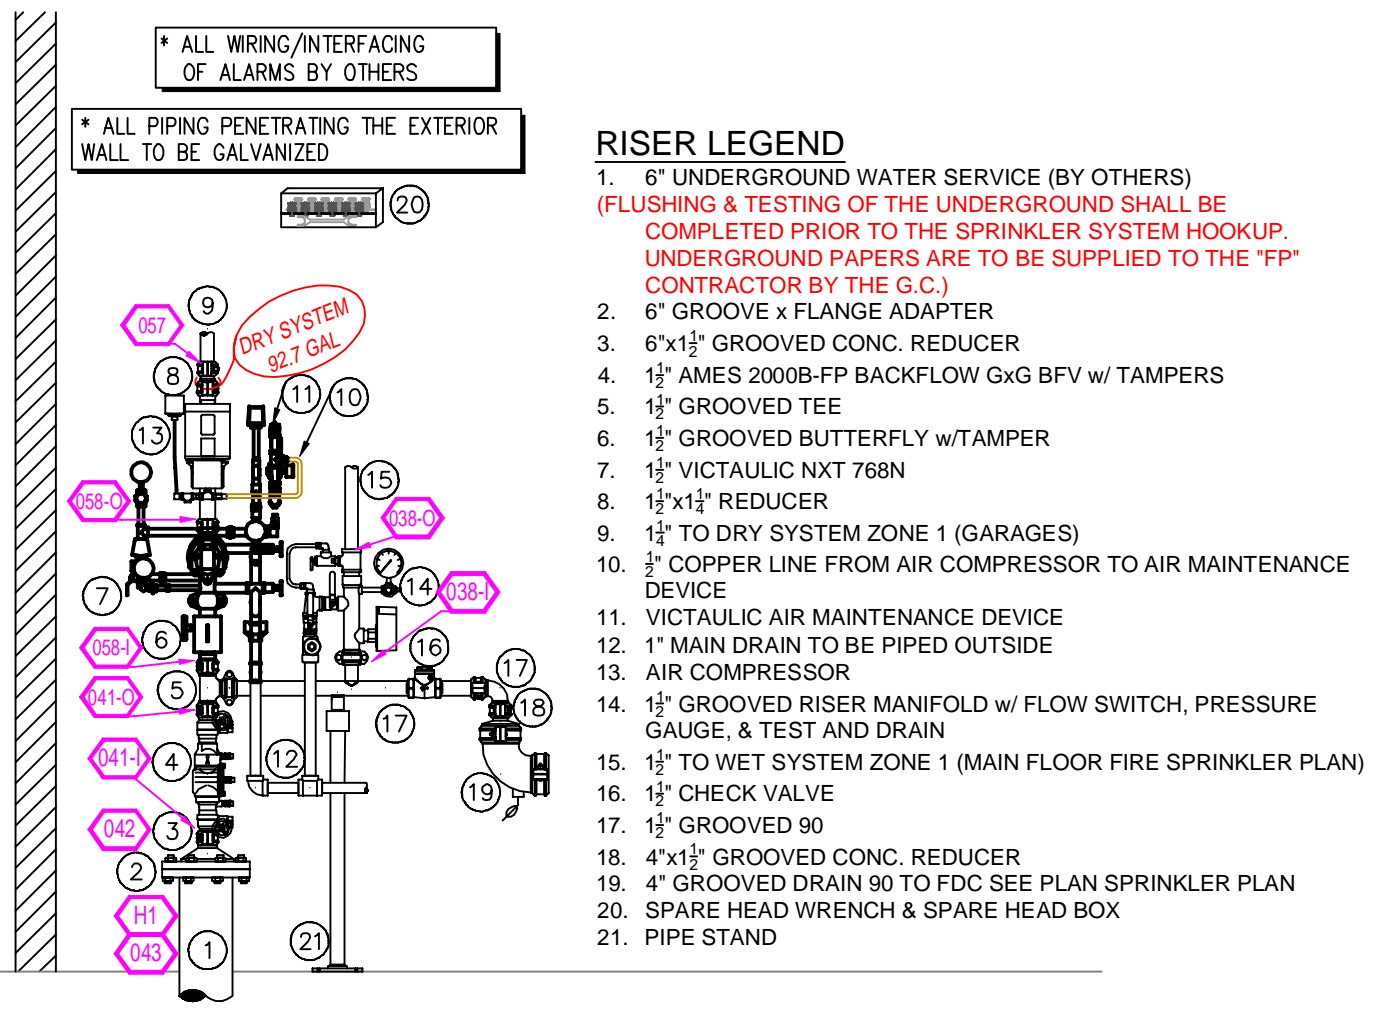 * ALL WIRING/INTERFACING
OF ALARMS BY OTHERS
* ALL PIPING PENETRATING THE EXTERIOR
WALL TO BE GALVANIZED
20
9
057
DRY SYSTEM
92.7 GAL
8
11
10
13
15
058-O
038-O
14
038-I
7
6
16
058-I
17
5
041-O
18
17
041-I
4
12
19
042
3
2
H1
043
1
21
RISER LEGEND
1. 6" UNDERGROUND WATER SERVICE (BY OTHERS)
(FLUSHING & TESTING OF THE UNDERGROUND SHALL BE
COMPLETED PRIOR TO THE SPRINKLER SYSTEM HOOKUP.
UNDERGROUND PAPERS ARE TO BE SUPPLIED TO THE "FP"
CONTRACTOR BY THE G.C.)
2. 6" GROOVE x FLANGE ADAPTER
3. 6"x1½" GROOVED CONC. REDUCER
4. 1½" AMES 2000B-FP BACKFLOW GxG BFV w/ TAMPERS
5. 1½" GROOVED TEE
6. 1½" GROOVED BUTTERFLY w/TAMPER
7. 1½" VICTAULIC NXT 768N
8. 1½"x1¼" REDUCER
9. 1¼" TO DRY SYSTEM ZONE 1 (GARAGES)
10. ½" COPPER LINE FROM AIR COMPRESSOR TO AIR MAINTENANCE
DEVICE
11. VICTAULIC AIR MAINTENANCE DEVICE
12. 1" MAIN DRAIN TO BE PIPED OUTSIDE
13. AIR COMPRESSOR
14. 1½" GROOVED RISER MANIFOLD w/ FLOW SWITCH, PRESSURE
GAUGE, & TEST AND DRAIN
15. 1½" TO WET SYSTEM ZONE 1 (MAIN FLOOR FIRE SPRINKLER PLAN)
16. 1½" CHECK VALVE
17. 1½" GROOVED 90
18. 4"x1½" GROOVED CONC. REDUCER
19. 4" GROOVED DRAIN 90 TO FDC SEE PLAN SPRINKLER PLAN
20. SPARE HEAD WRENCH & SPARE HEAD BOX
21. PIPE STAND